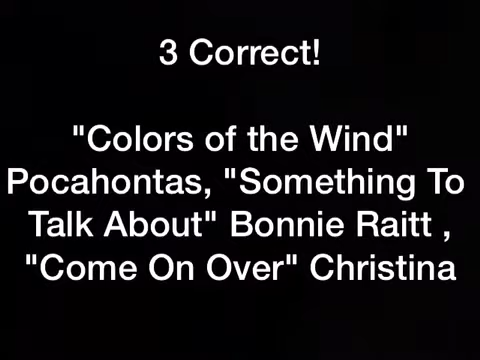 3 Correct!
"Colors of the Wind"
Pocahontas, "Something To
Talk About" Bonnie Raitt ,
"Come On Over" Christina